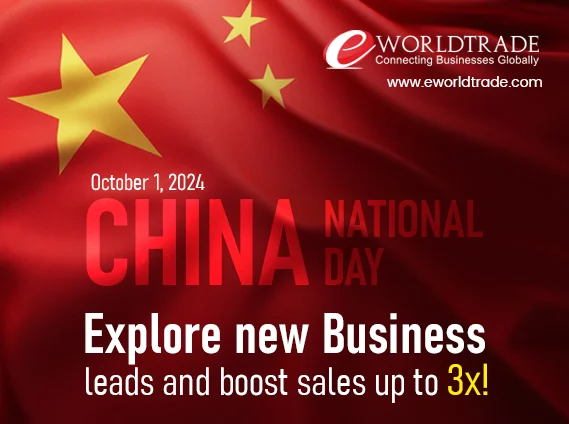 eWORLDTRADE
Connecting Businesses Globally
www.eworldtrade.com
October 1, 2024
CHINA NATIONAL DAY
Explore new Business
leads and boost sales up to 3x!